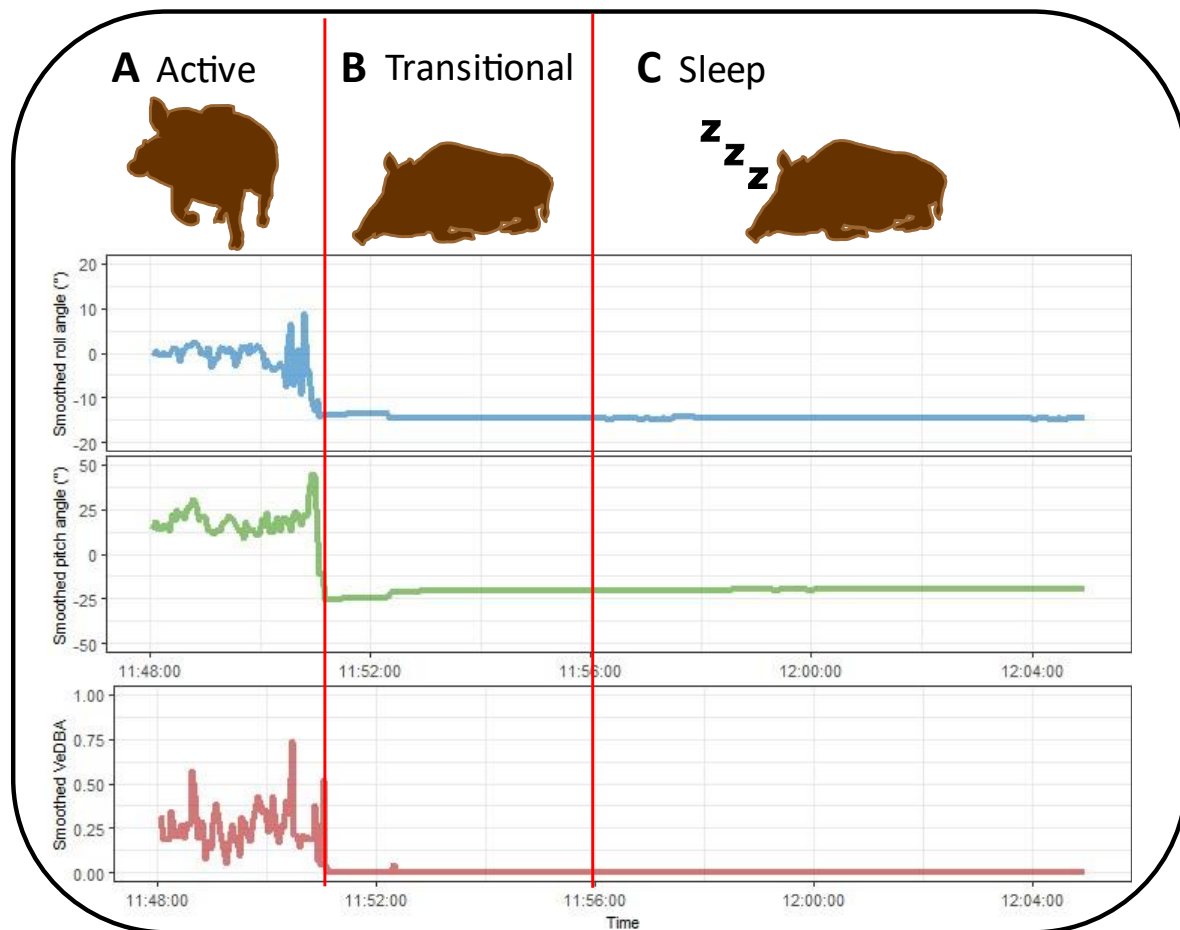 A Active
B Transitional
C Sleep
z
z
z
Smoothed roll angle (°)
20
10
0
-10
-20
Smoothed pitch angle (°)
50
25
0
-25
-50
11:48:00 11:52:00 11:56:00 12:00:00 12:04:00
Smoothed VeDBA
1.00
0.75
0.50
0.25
0.00
11:48:00 11:52:00 11:56:00 12:00:00 12:04:00
Time